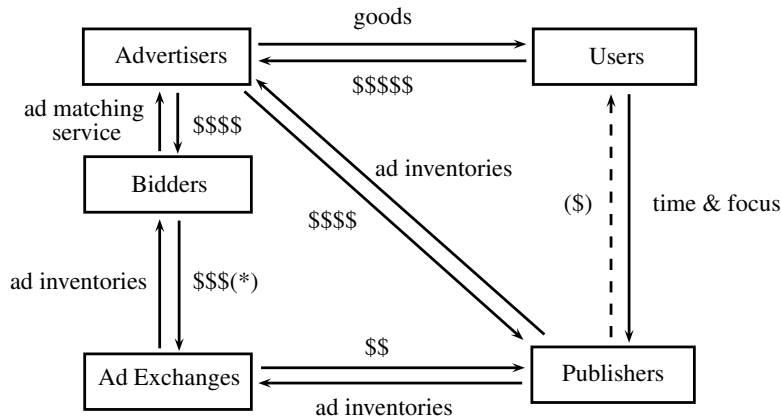 goods
Advertisers
Users
$$$$$
ad matching
service
$$$$
Bidders
ad inventories
($)
time & focus
$$$$
ad inventories
$$$(*)
$$
Ad Exchanges
Publishers
ad inventories